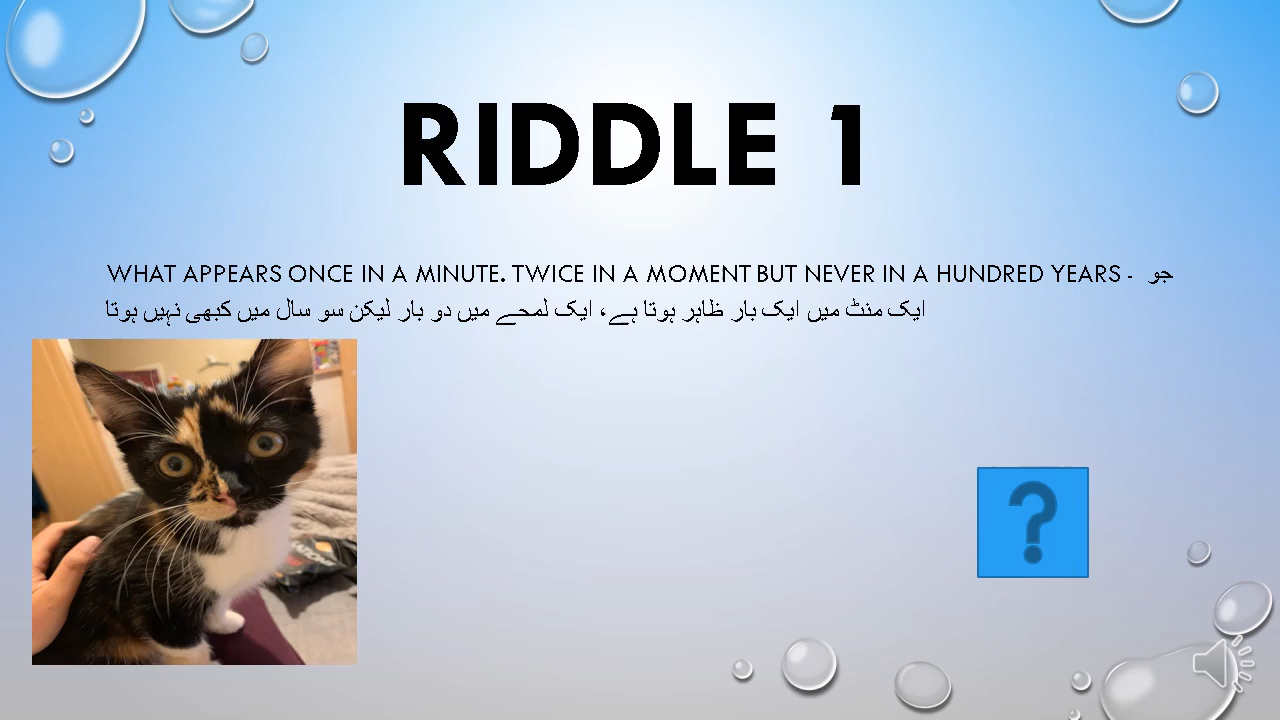 RIDDLE 1
WHAT APPEARS ONCE IN A MINUTE. TWICE IN A MOMENT BUT NEVER IN A HUNDRED YEARS - جو
ایک منٹ میں ایک بار ظاہر ہوتا ہے، ایک لمحے میں دو بار لیکن سو سال میں کبھی نہیں ہوتا
?